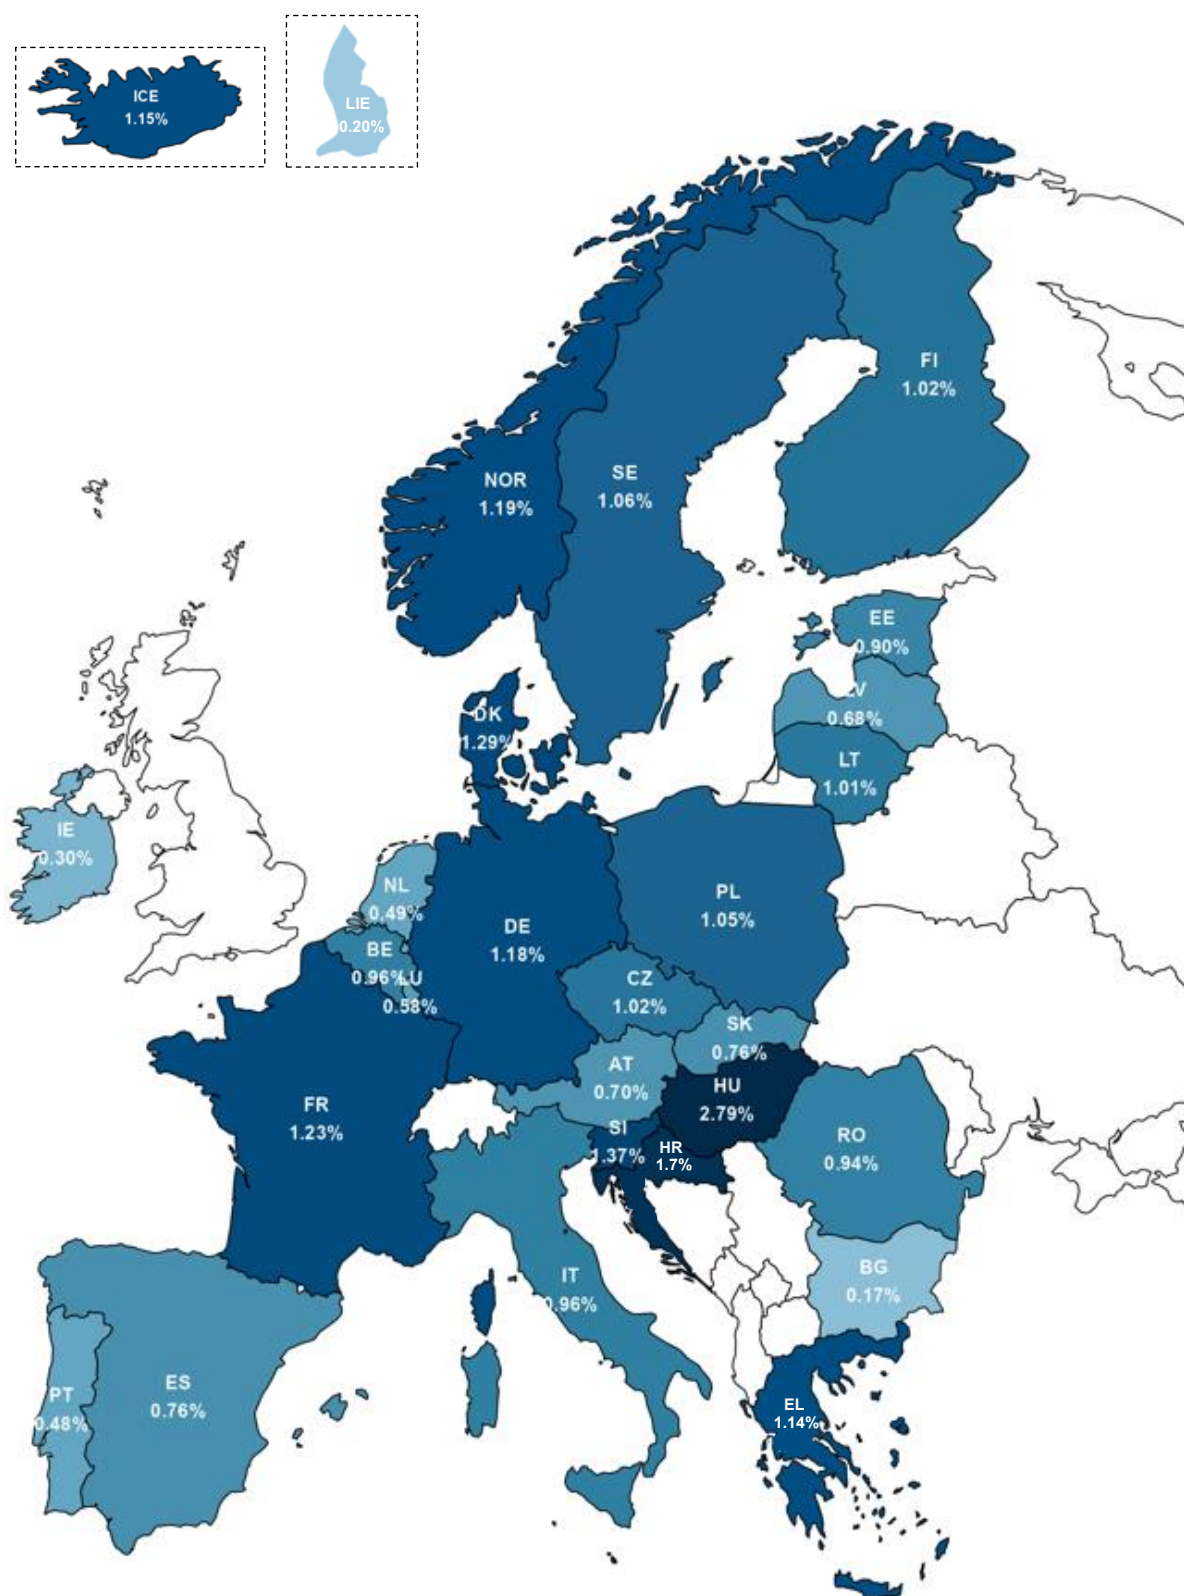 ICE
1.15%
LIE
0.20%
FI
1.02%
NOR
1.19%
SE
1.06%
EE
0.90%
LV
0.68%
LT
1.01%
DK
1.29%
IE
0.30%
NL
0.49%
DE
1.18%
PL
1.05%
BE
0.96%
LU
0.58%
CZ
1.02%
SK
0.76%
AT
0.70%
HU
2.79%
FR
1.23%
SI
1.37%
HR
1.7%
RO
0.94%
IT
0.96%
BG
0.17%
ES
0.76%
PT
0.48%
EL
1.14%